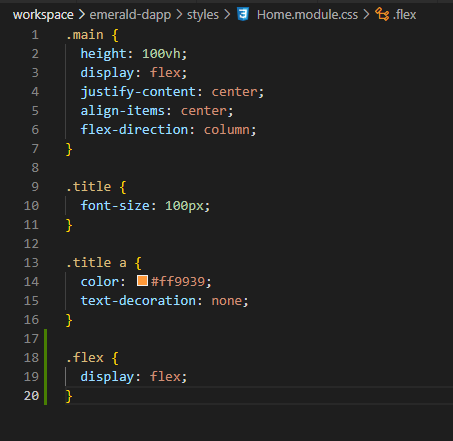 workspace > emerald-dapp > styles > Home.module.css > .flex
1 .main {
2   height: 100vh;
3   display: flex;
4   justify-content: center;
5   align-items: center;
6   flex-direction: column;
7 }
8
9 .title {
10   font-size: 100px;
11 }
12
13 .title a {
14   color: #ff9939;
15   text-decoration: none;
16 }
17
18 .flex {
19   display: flex;
20 }